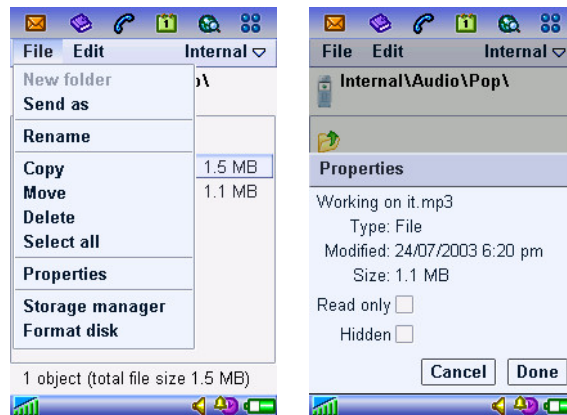 File Edit Internal
New folder
Send as
Rename
Copy
Move
Delete
Select all
Properties
Storage manager
Format disk
p\
1.5 MB
1.1 MB
1 object (total file size 1.5 MB)
File Edit Internal
Internal\Audio\Pop\
Properties
Working on it.mp3
Type: File
Modified: 24/07/2003 6:20 pm
Size: 1.1 MB
Read only
Hidden
Cancel Done